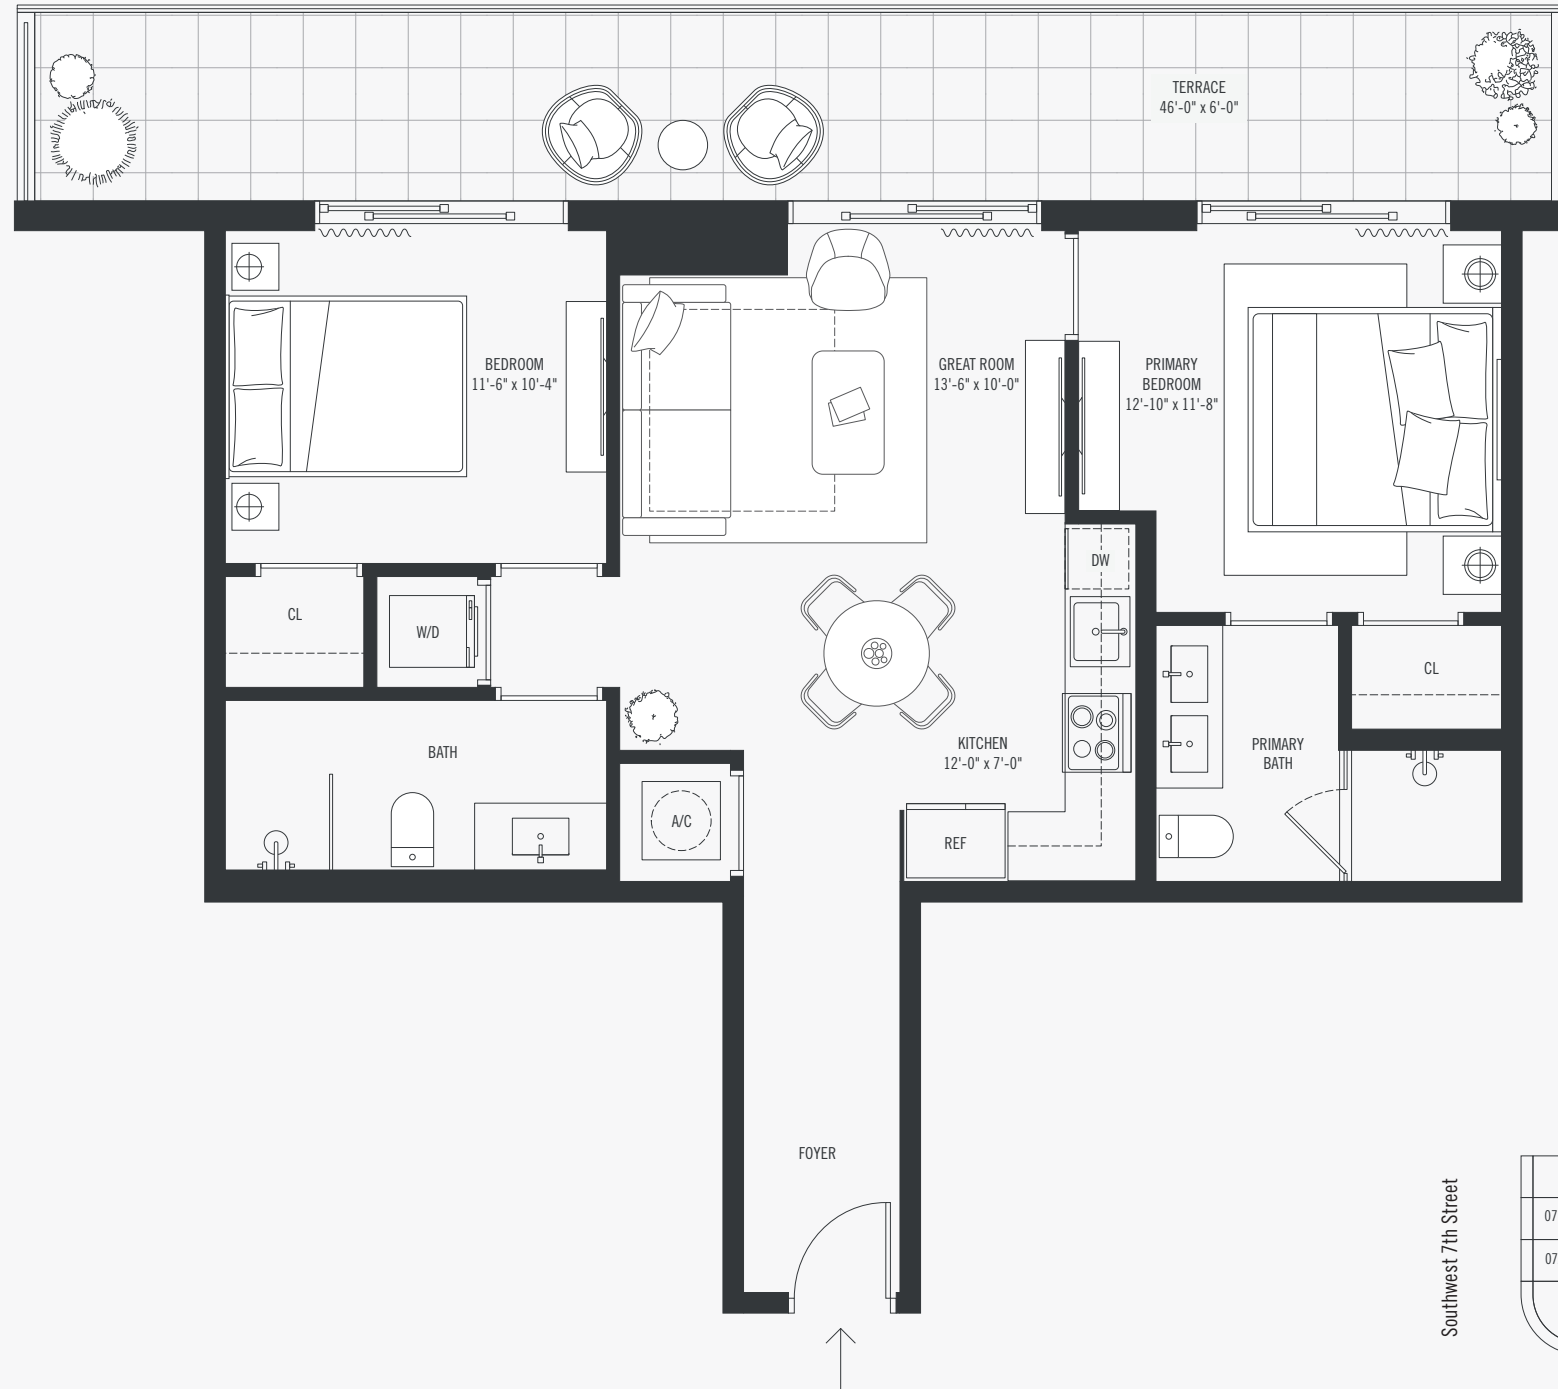 TERRACE
46'-0" x 6'-0"
BEDROOM
11'-6" x 10'-4"
GREAT ROOM
13'-6" x 10'-0"
PRIMARY
BEDROOM
12'-10" x 11'-8"
DW
CL
W/D
CL
BATH
KITCHEN
12'-0" x 7'-0"
PRIMARY
BATH
A/C
REF
FOYER
Southwest 7th Street
07
07